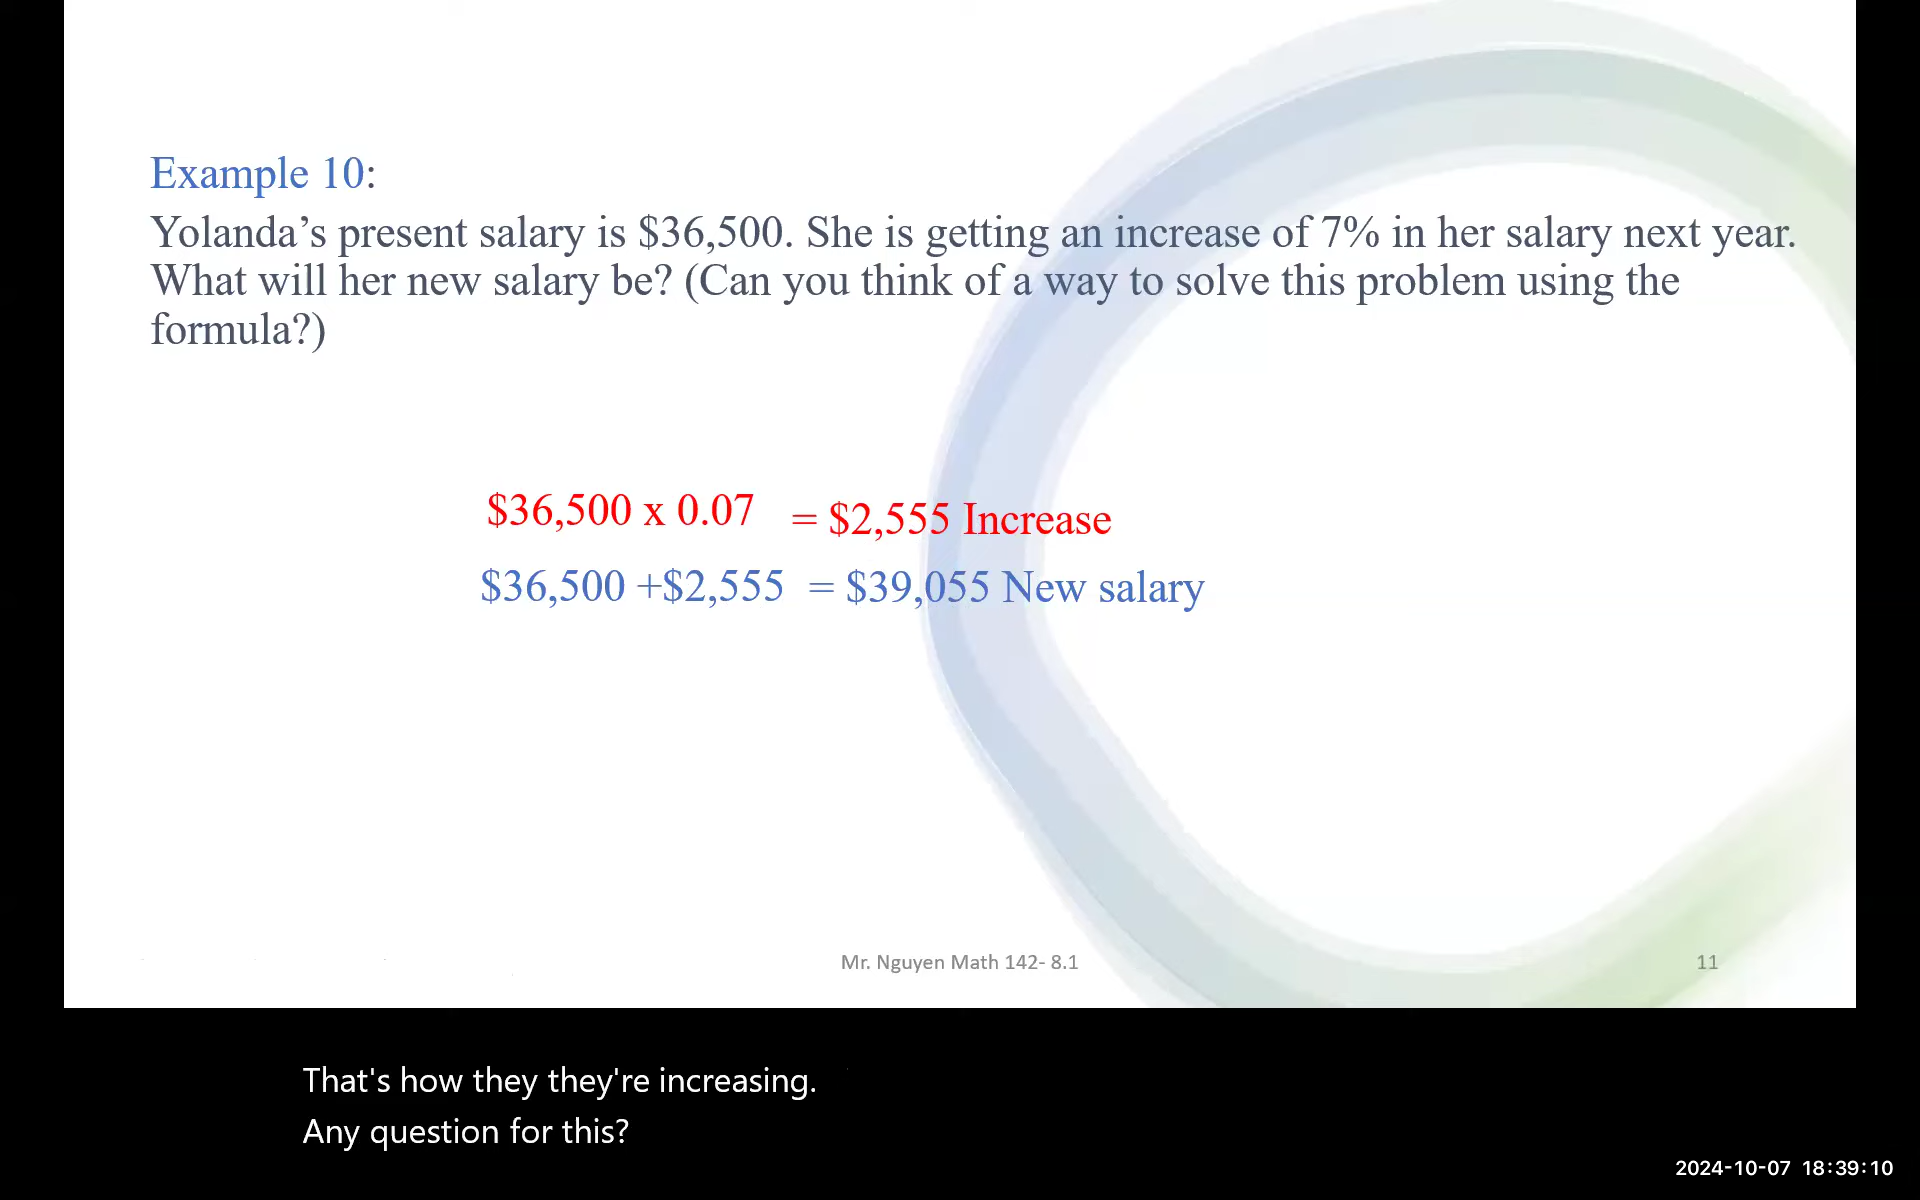 Example 10:
Yolanda’s present salary is $36,500. She is getting an increase of 7% in her salary next year.
What will her new salary be? (Can you think of a way to solve this problem using the
formula?)
$36,500 x 0.07 = $2,555 Increase
$36,500 +$2,555 = $39,055 New salary
Mr. Nguyen Math 142- 8.1
11
That's how they they're increasing.
Any question for this?
2024-10-07 18:39:10